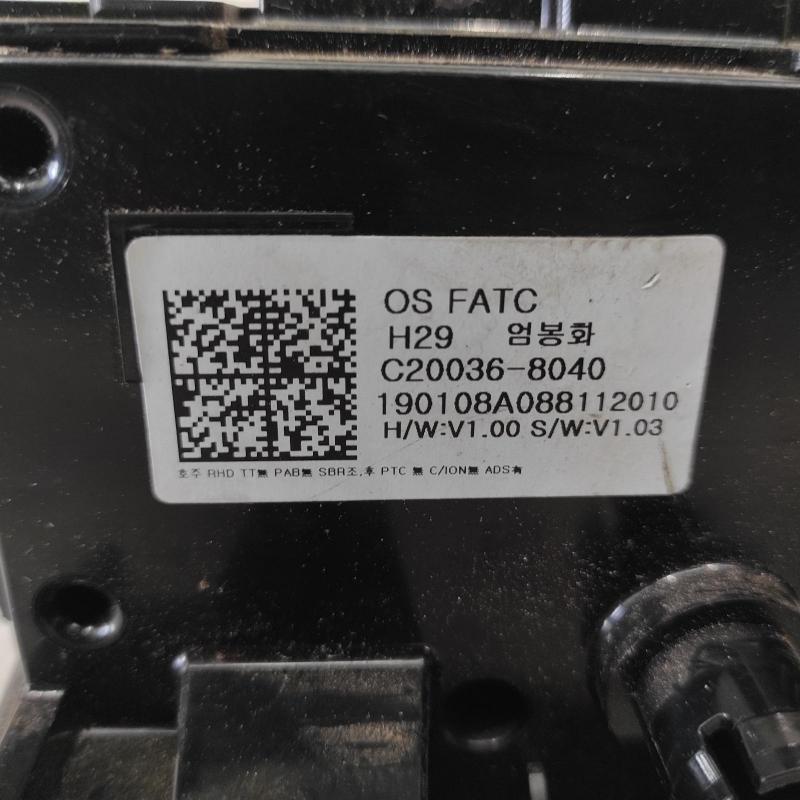 OS FATC
H29 엄봉화
C20036-8040
190108A088112010
H/W:V1.00 S/W:V1.03
호주 RHD TT無 PAB無 SBR조,후 PTC 無 C/ION無 ADS有